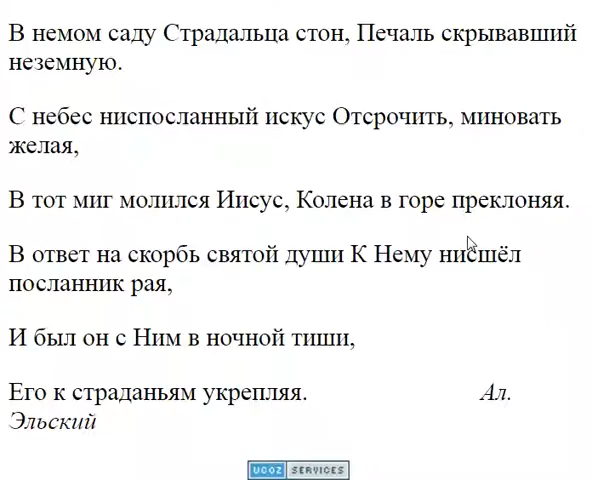 В немом саду Страдальца стон, Печаль скрывавший
неземную.
С небес ниспосланный искус Отсрочить, миновать
желая,
В тот миг молился Иисус, Колена в горе преклоняя.
В ответ на скорбь святой души К Нему нисшёл
посланник рая,
И был он с Ним в ночной тиши,
Его к страданьям укрепляя. Ал.
Эльский
UCOZ SERVICES